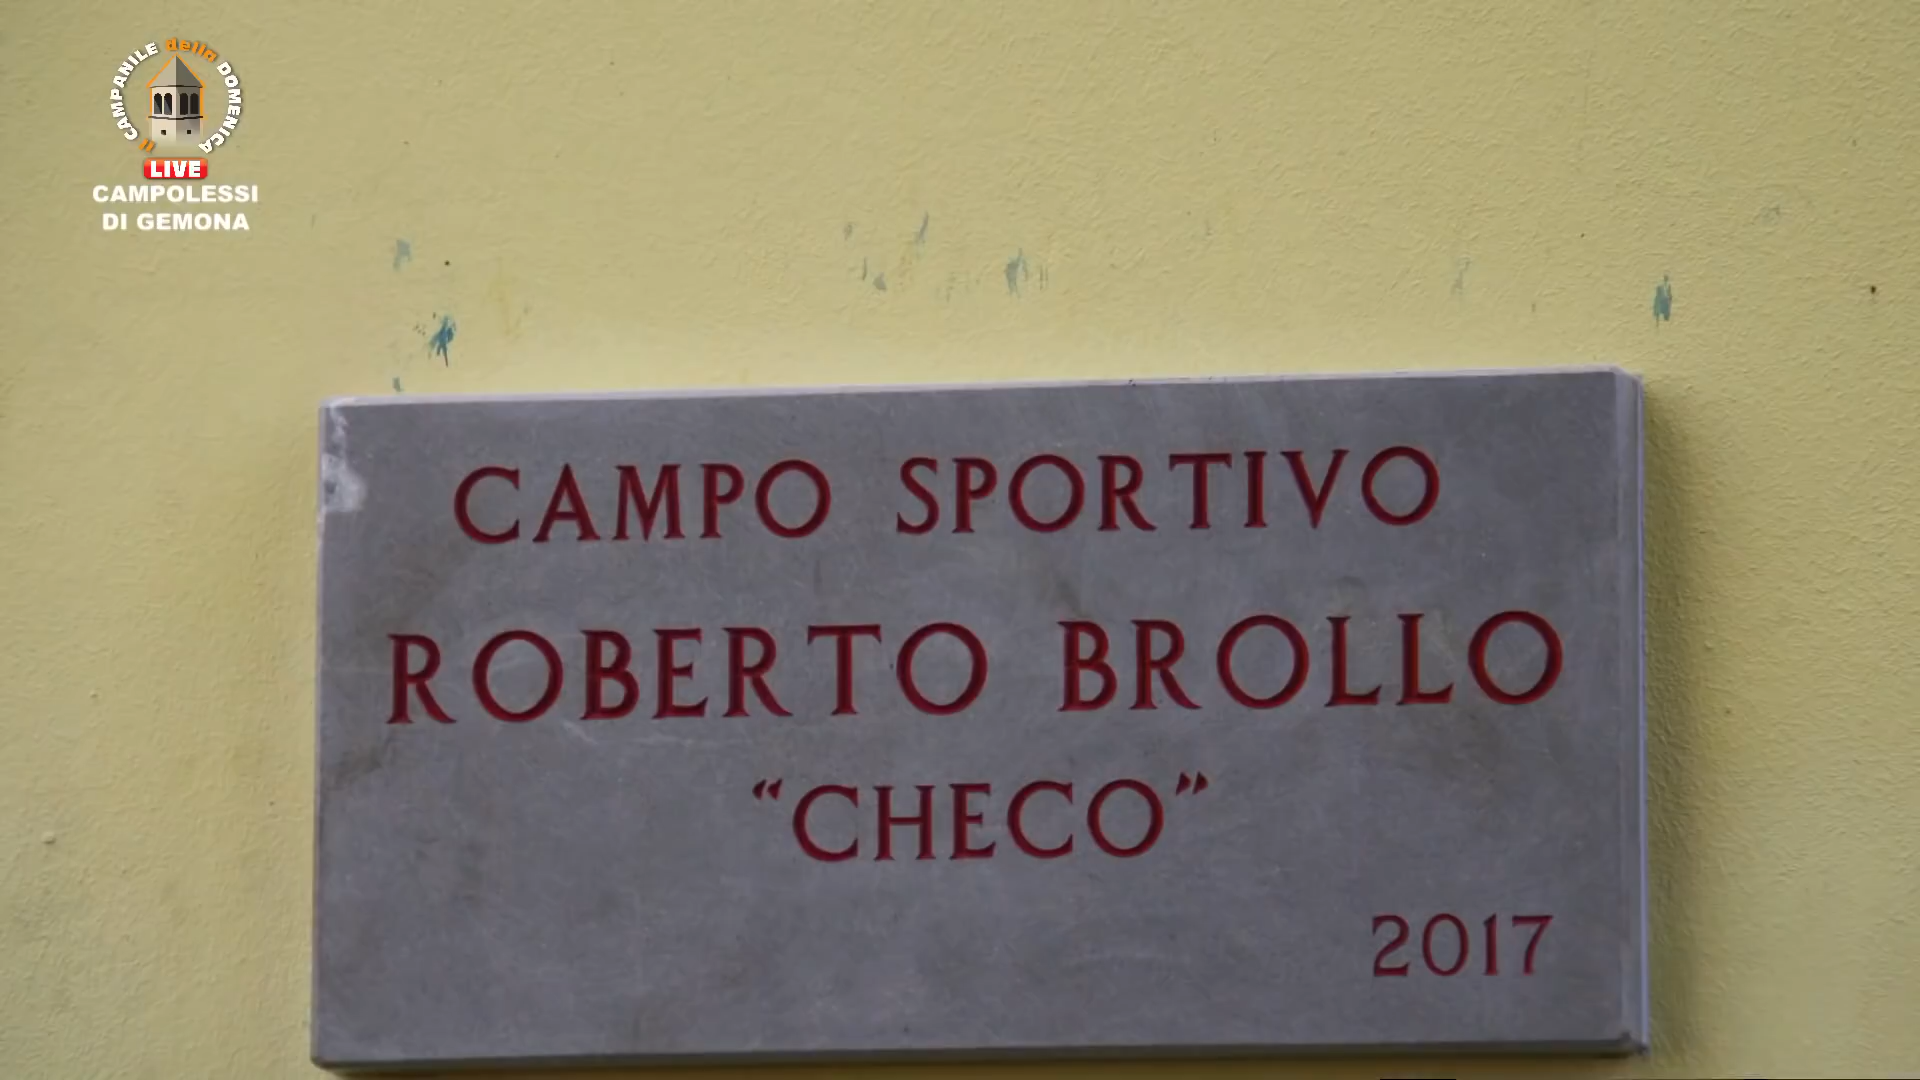 IL CAMPANILE della DOMENICA
LIVE
CAMPOLESSI
DI GEMONA
CAMPO SPORTIVO
ROBERTO BROLLO
“CHECO”
2017